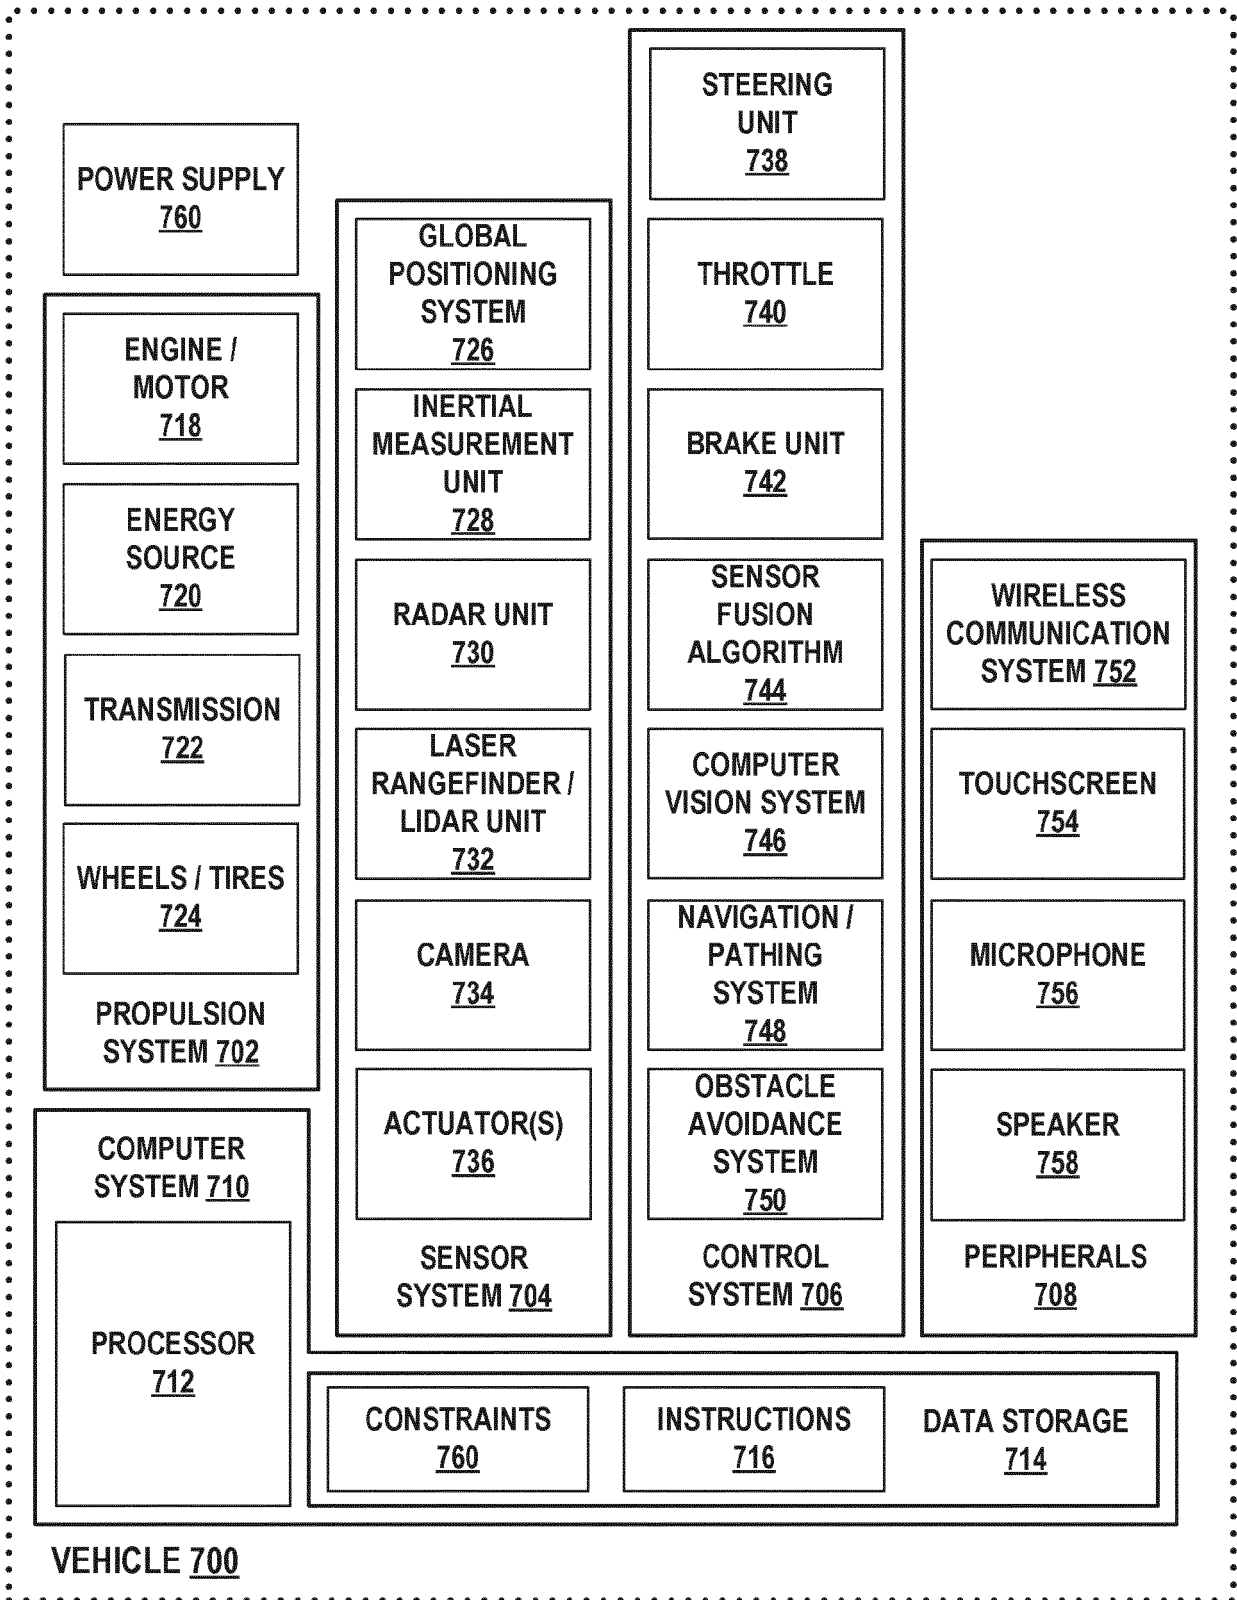 POWER SUPPLY
760
ENGINE /
MOTOR
718
ENERGY
SOURCE
720
TRANSMISSION
722
WHEELS / TIRES
724
PROPULSION
SYSTEM 702
GLOBAL
POSITIONING
SYSTEM
726
INERTIAL
MEASUREMENT
UNIT
728
RADAR UNIT
730
LASER
RANGEFINDER /
LIDAR UNIT
732
CAMERA
734
ACTUATOR(S)
736
SENSOR
SYSTEM 704
STEERING
UNIT
738
THROTTLE
740
BRAKE UNIT
742
SENSOR
FUSION
ALGORITHM
744
COMPUTER
VISION SYSTEM
746
NAVIGATION /
PATHING
SYSTEM
748
OBSTACLE
AVOIDANCE
SYSTEM
750
CONTROL
SYSTEM 706
WIRELESS
COMMUNICATION
SYSTEM 752
TOUCHSCREEN
754
MICROPHONE
756
SPEAKER
758
PERIPHERALS
708
COMPUTER
SYSTEM 710
PROCESSOR
712
CONSTRAINTS
760
INSTRUCTIONS
716
DATA STORAGE
714
VEHICLE 700